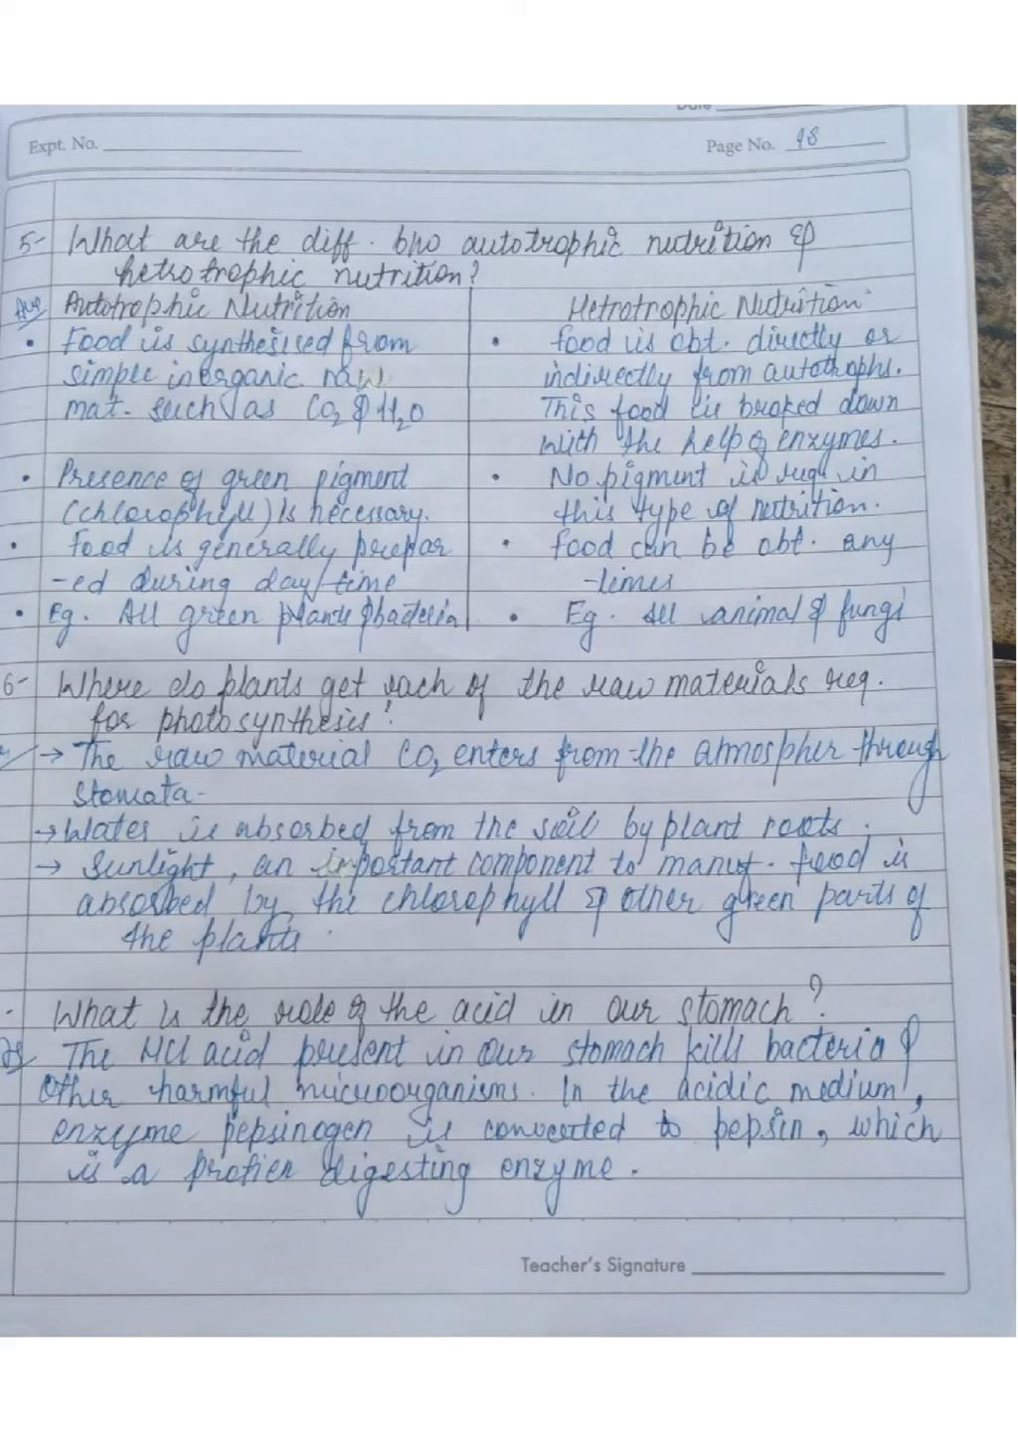 Date
Expt. No.
Page No. 98
5- What are the diff. b/w autotrophic nutrition &
hetrotrophic nutrition?
Ans Autotrophic Nutrition
Hetrotrophic Nutrition
• Food is synthesised from
simple inorganic raw
mat. such as CO2 & H2O
• food is obt. directly or
indirectly from autotrophs.
This food is broked down
with the help of enzymes.
• Presence of green pigment
(chlorophyll) is necessary.
• No pigment is req. in
this type of nutrition.
• Food is generally prepar
-ed during day time
• food can be obt. any
-times
• Eg. All green plants & bacteria
• Eg. All animal & fungi
6- Where do plants get each of the raw materials req.
for photosynthesis?
→ The raw material CO2 enters from the atmospher through
Stomata-
→ Water is absorbed from the soil by plant roots.
→ Sunlight, an important component to manuf. food is
absorbed by the chlorophyll & other green parts of
the plants.
What is the role of the acid in our stomach?
The HCl acid present in our stomach kills bacteria &
other harmful microorganisms. In the acidic medium,
enzyme pepsinogen is converted to pepsin, which
is a protien digesting enzyme.
Teacher's Signature